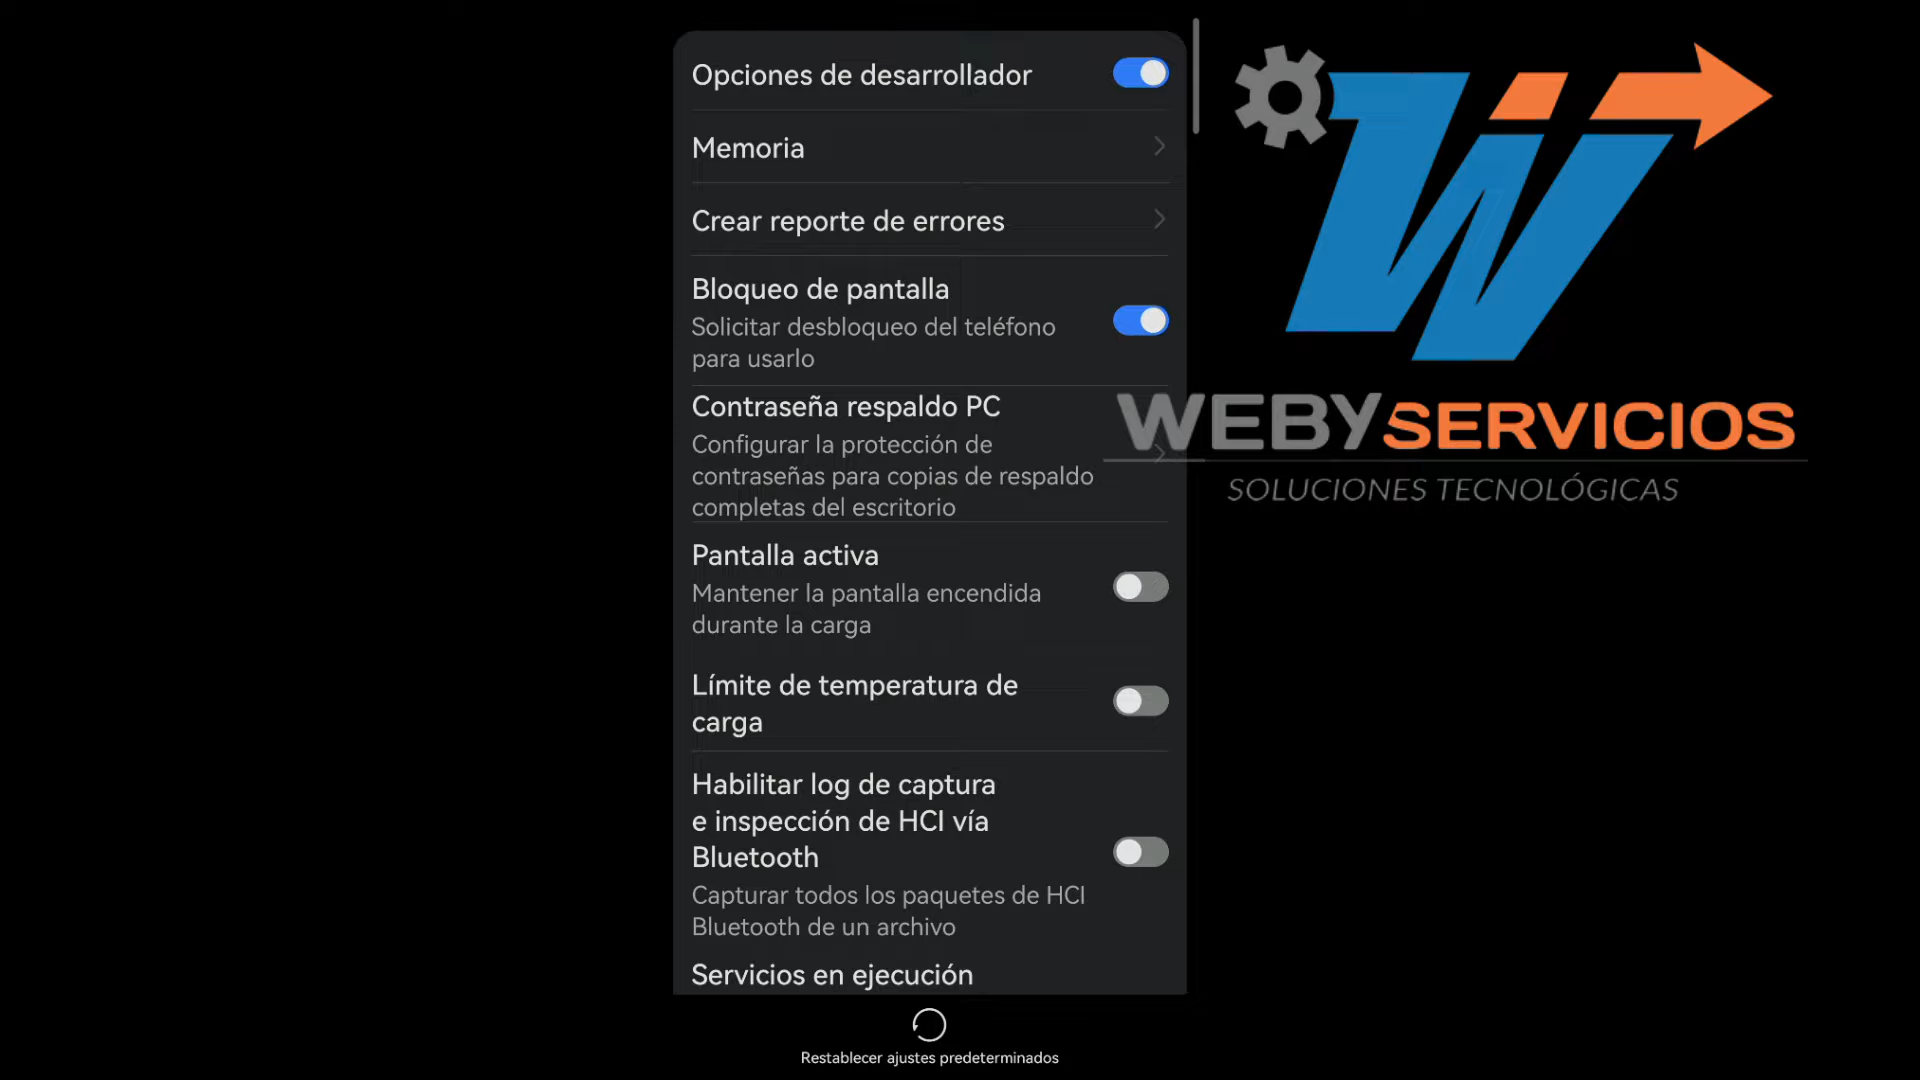 Opciones de desarrollador
Memoria
Crear reporte de errores
Bloqueo de pantalla
Solicitar desbloqueo del teléfono
para usarlo
Contraseña respaldo PC
Configurar la protección de
contraseñas para copias de respaldo
completas del escritorio
Pantalla activa
Mantener la pantalla encendida
durante la carga
Límite de temperatura de
carga
Habilitar log de captura
e inspección de HCI vía
Bluetooth
Capturar todos los paquetes de HCI
Bluetooth de un archivo
Servicios en ejecución
Restablecer ajustes predeterminados
WEBYSERVICIOS
SOLUCIONES TECNOLÓGICAS